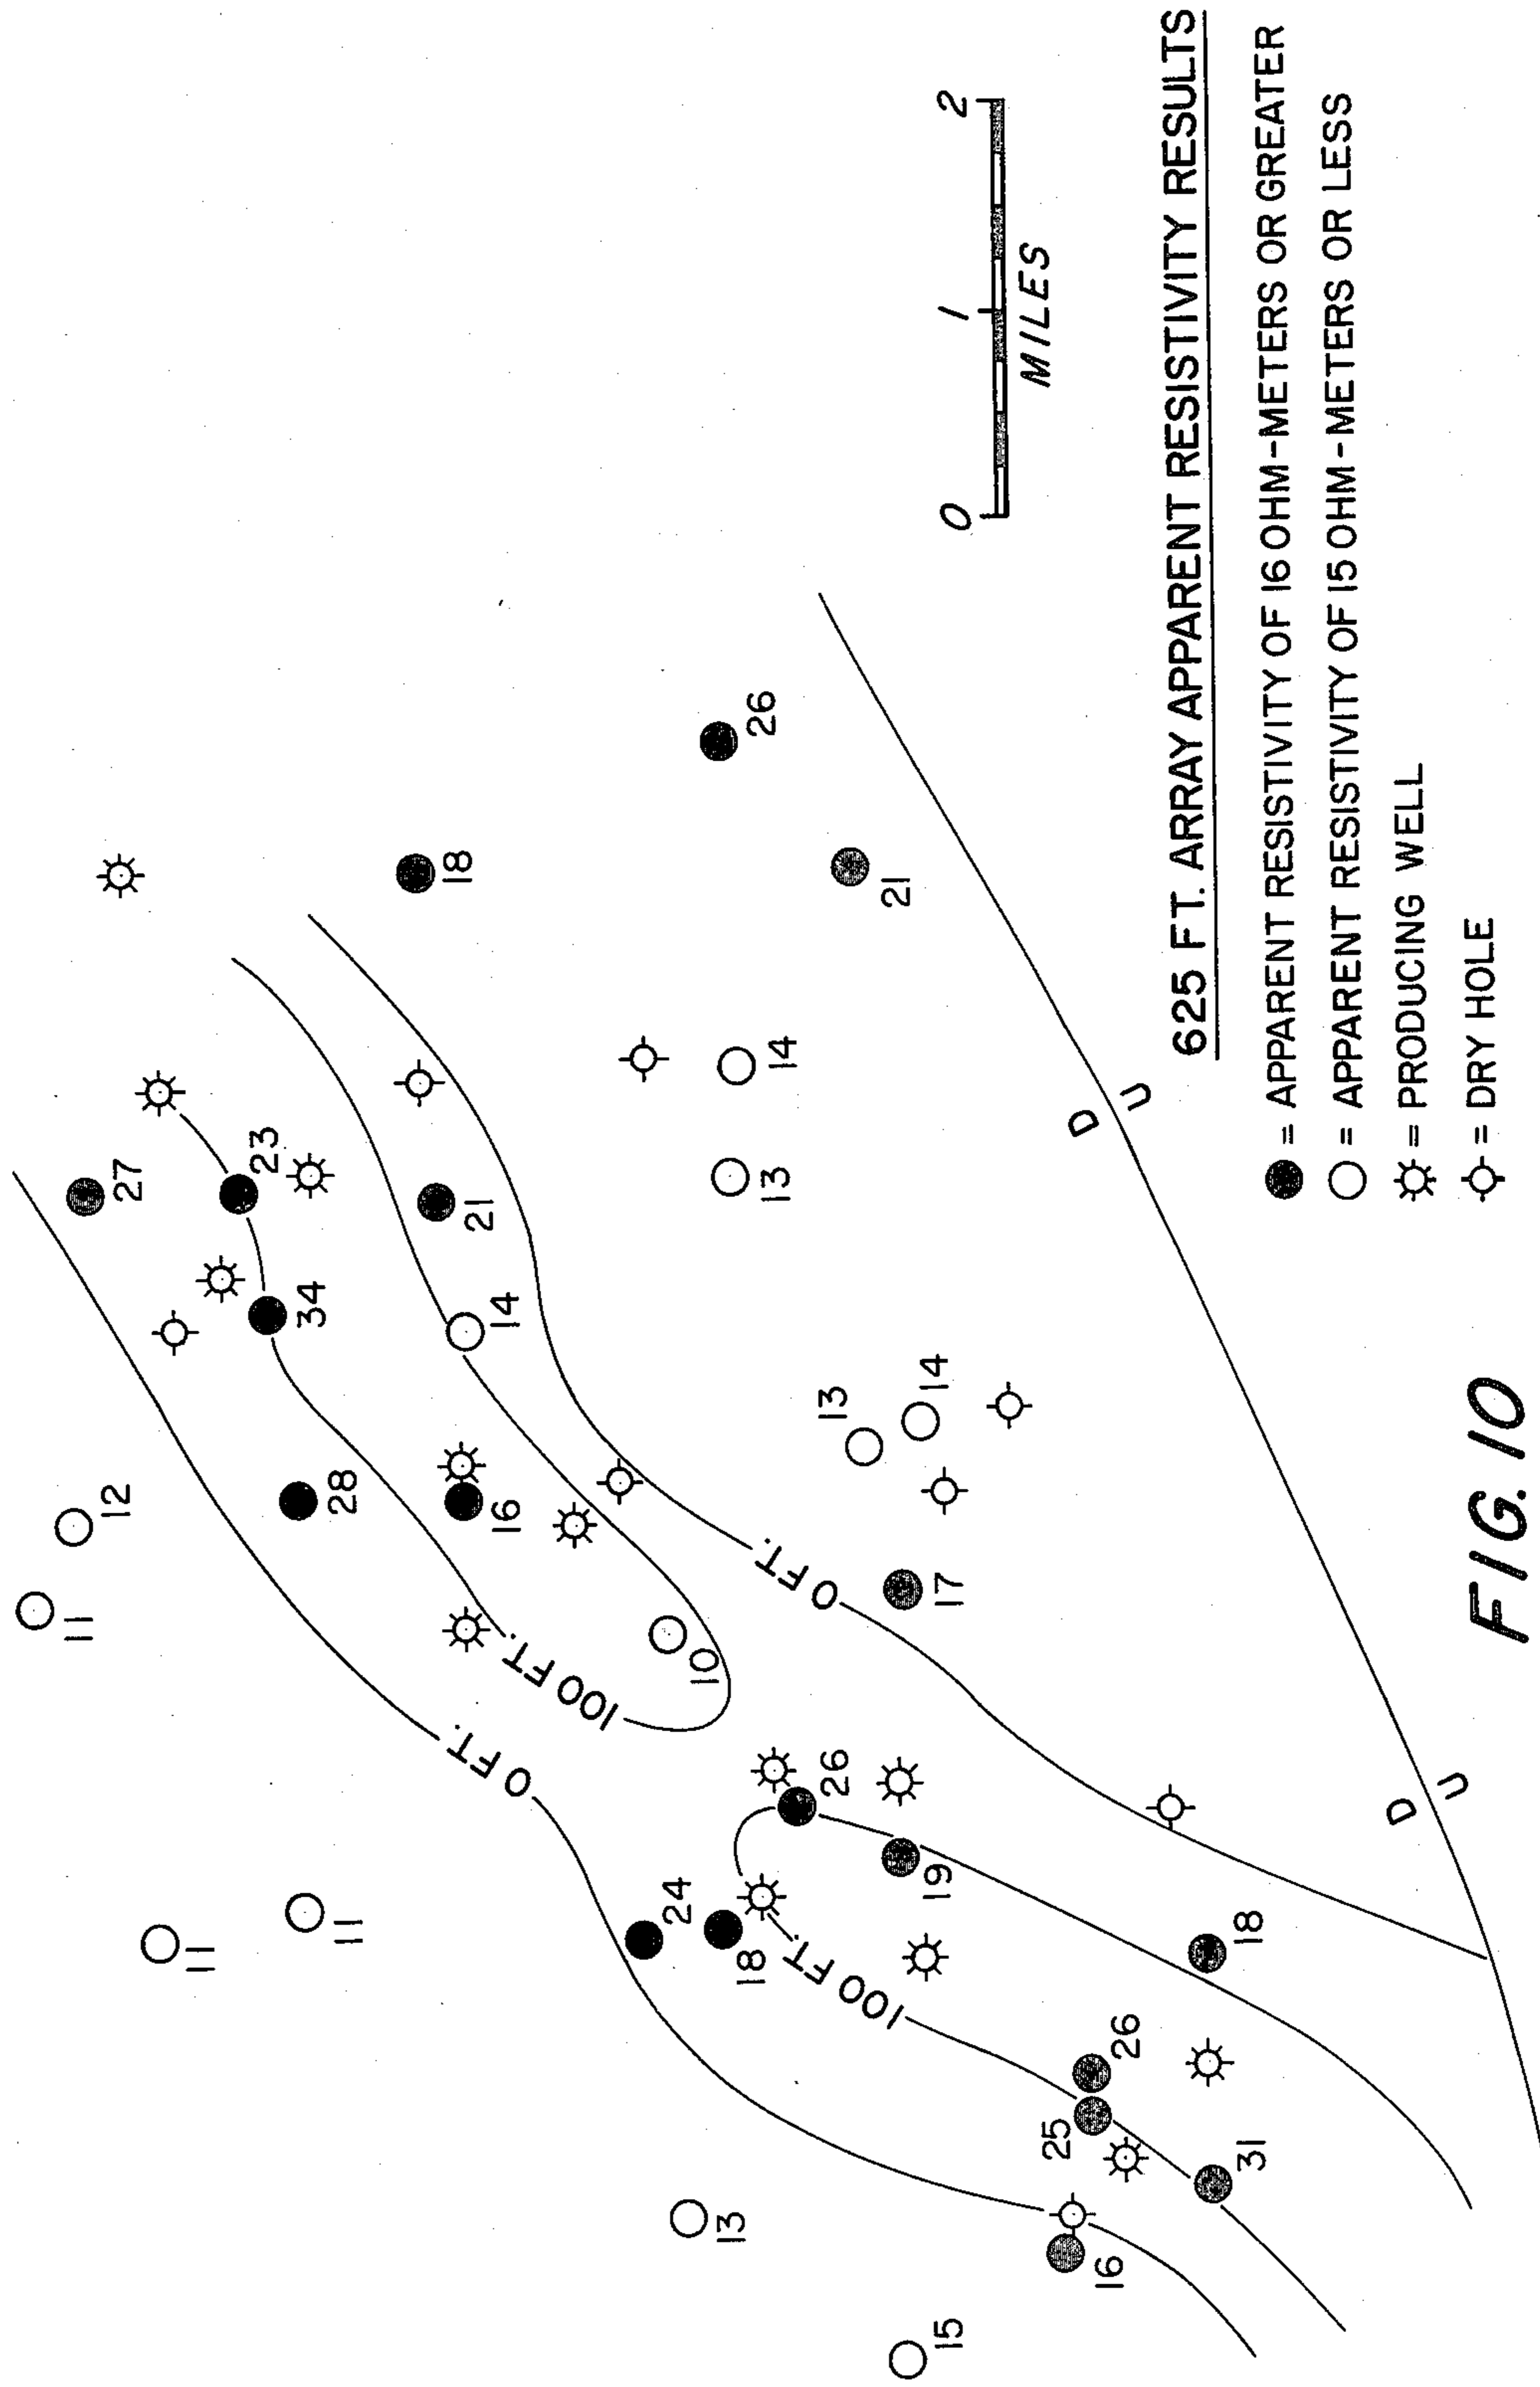 11
12
27
11
23
34
28
11
18
21
0 FT.
14
16
100 FT.
24
10
13
18
26
13
14
0 FT.
13
26
100 FT.
21
14
19
17
15
0 1 2
MILES
25
D
16
26
U
18
31
625 FT. ARRAY APPARENT RESISTIVITY RESULTS
= APPARENT RESISTIVITY OF 16 OHM-METERS OR GREATER
= APPARENT RESISTIVITY OF 15 OHM-METERS OR LESS
= PRODUCING WELL
= DRY HOLE
D
U
FIG. 10